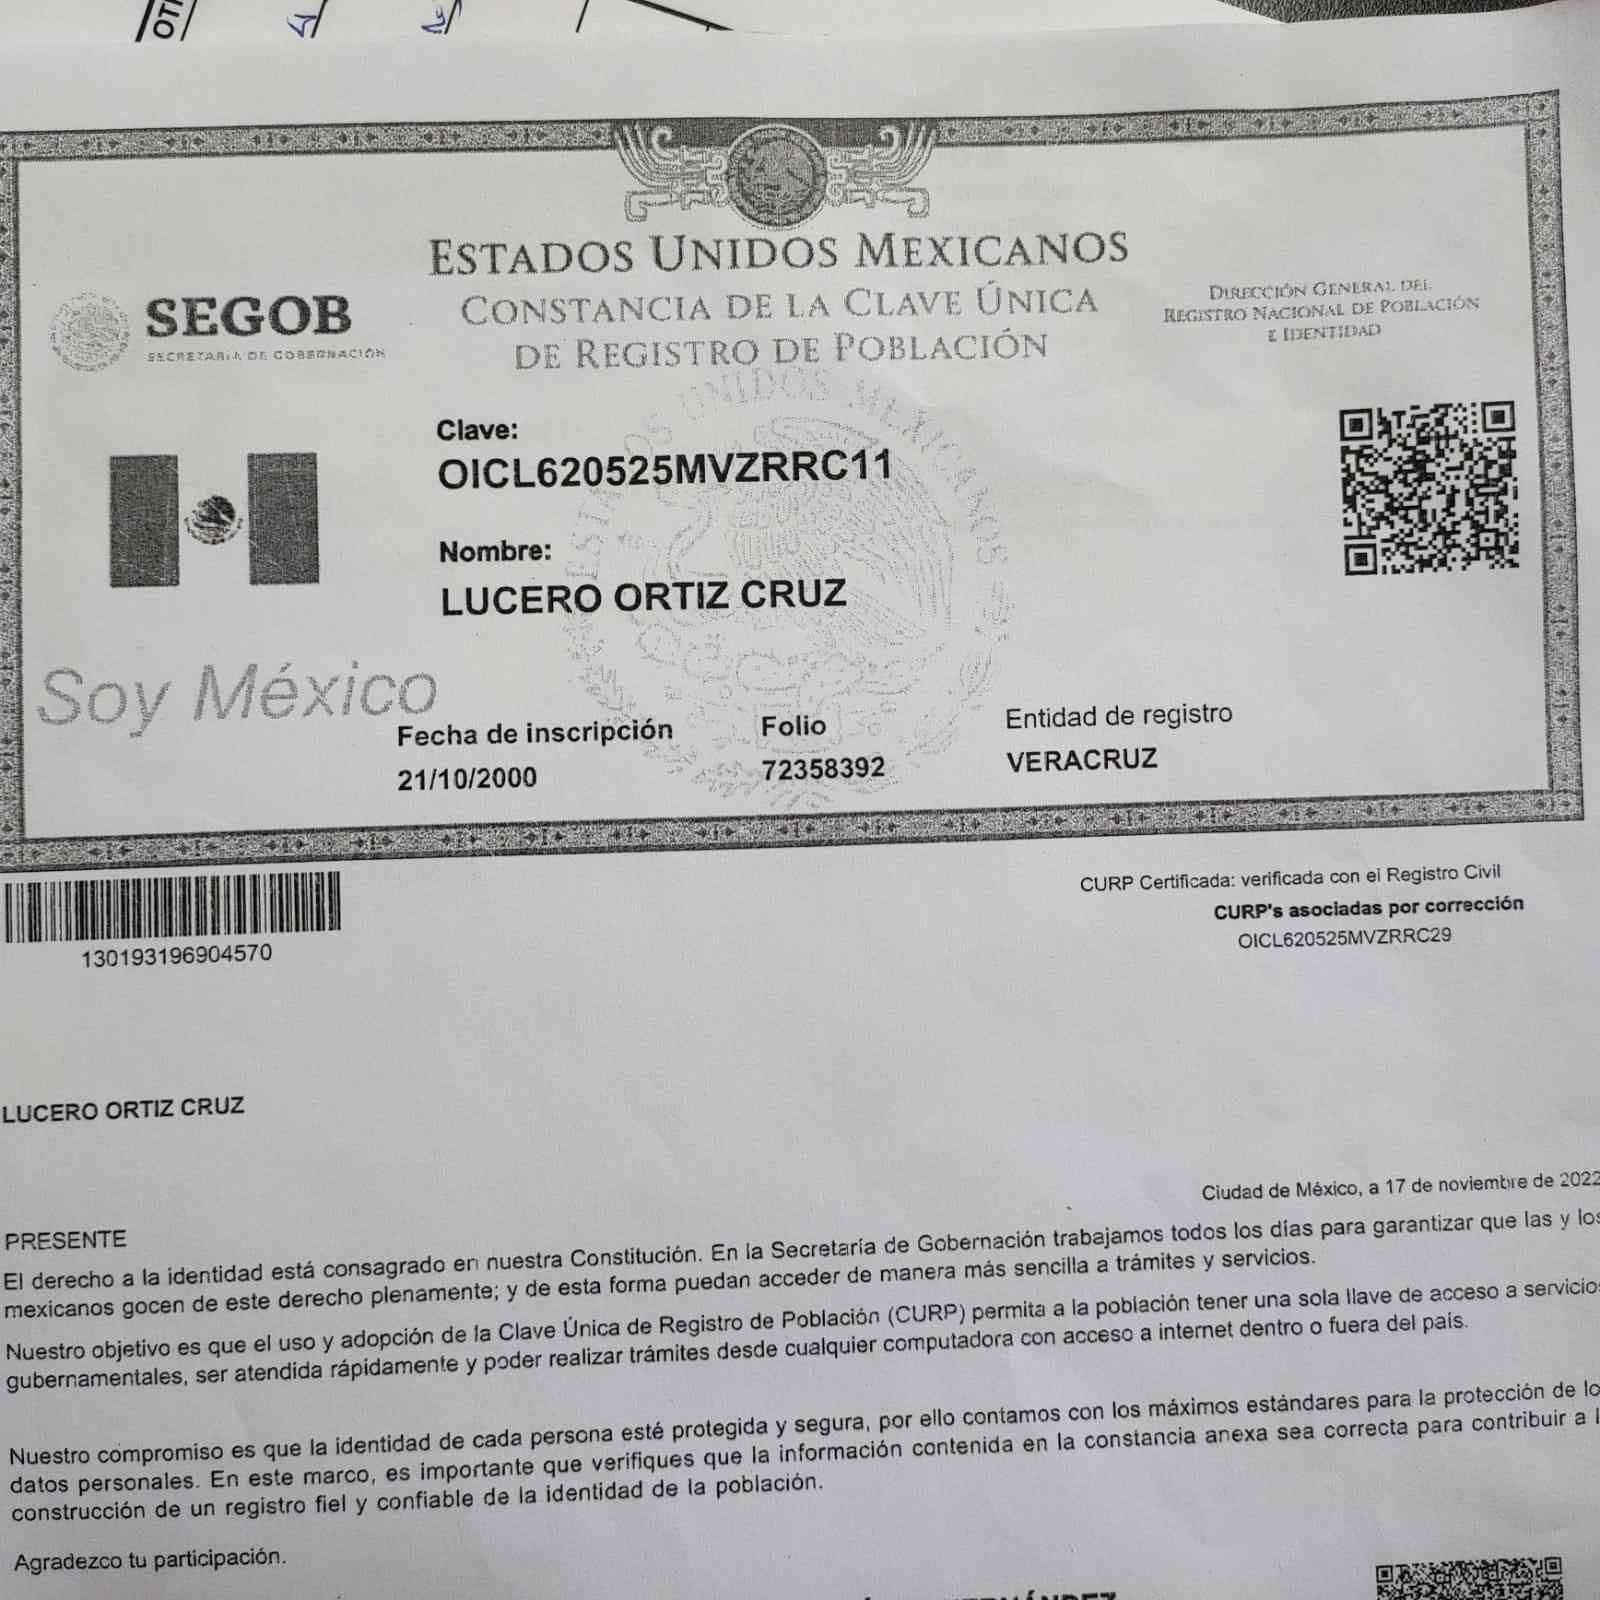 OTI
ESTADOS UNIDOS MEXICANOS
CONSTANCIA DE LA CLAVE ÚNICA
DE REGISTRO DE POBLACIÓN
SEGOB
SECRETARÍA DE GOBERNACIÓN
DIRECCIÓN GENERAL DEL
REGISTRO NACIONAL DE POBLACIÓN
E IDENTIDAD
ESTADOS UNIDOS MEXICANOS
Clave:
OICL620525MVZRRC11
Nombre:
LUCERO ORTIZ CRUZ
Soy México
Fecha de inscripción
21/10/2000
Folio
72358392
Entidad de registro
VERACRUZ
130193196904570
CURP Certificada: verificada con el Registro Civil
CURP's asociadas por corrección
OICL620525MVZRRC29
LUCERO ORTIZ CRUZ
Ciudad de México, a 17 de noviembre de 2022
PRESENTE
El derecho a la identidad está consagrado en nuestra Constitución. En la Secretaría de Gobernación trabajamos todos los días para garantizar que las y los
mexicanos gocen de este derecho plenamente; y de esta forma puedan acceder de manera más sencilla a trámites y servicios.
Nuestro objetivo es que el uso y adopción de la Clave Única de Registro de Población (CURP) permita a la población tener una sola llave de acceso a servicios
gubernamentales, ser atendida rápidamente y poder realizar trámites desde cualquier computadora con acceso a internet dentro o fuera del país.
Nuestro compromiso es que la identidad de cada persona esté protegida y segura, por ello contamos con los máximos estándares para la protección de lo
datos personales. En este marco, es importante que verifiques que la información contenida en la constancia anexa sea correcta para contribuir a l
construcción de un registro fiel y confiable de la identidad de la población.
Agradezco tu participación.